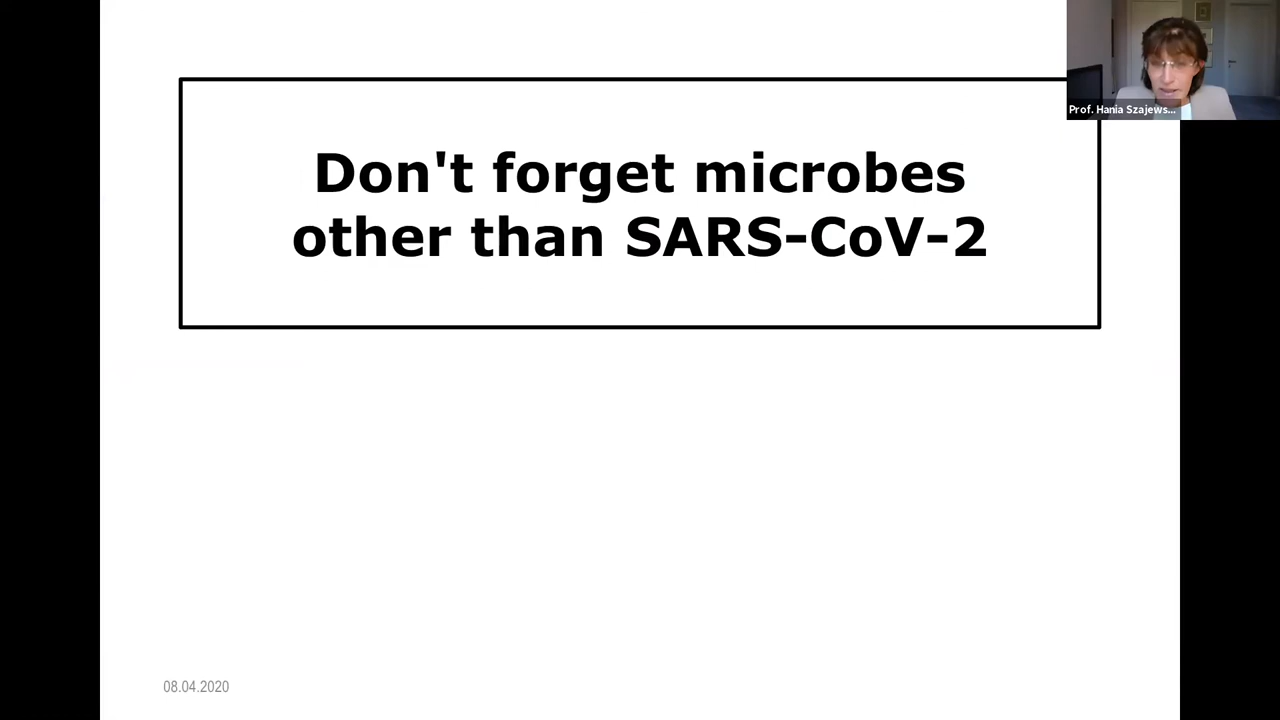 Prof. Hania Szajews...
Don't forget microbes
other than SARS-CoV-2
08.04.2020